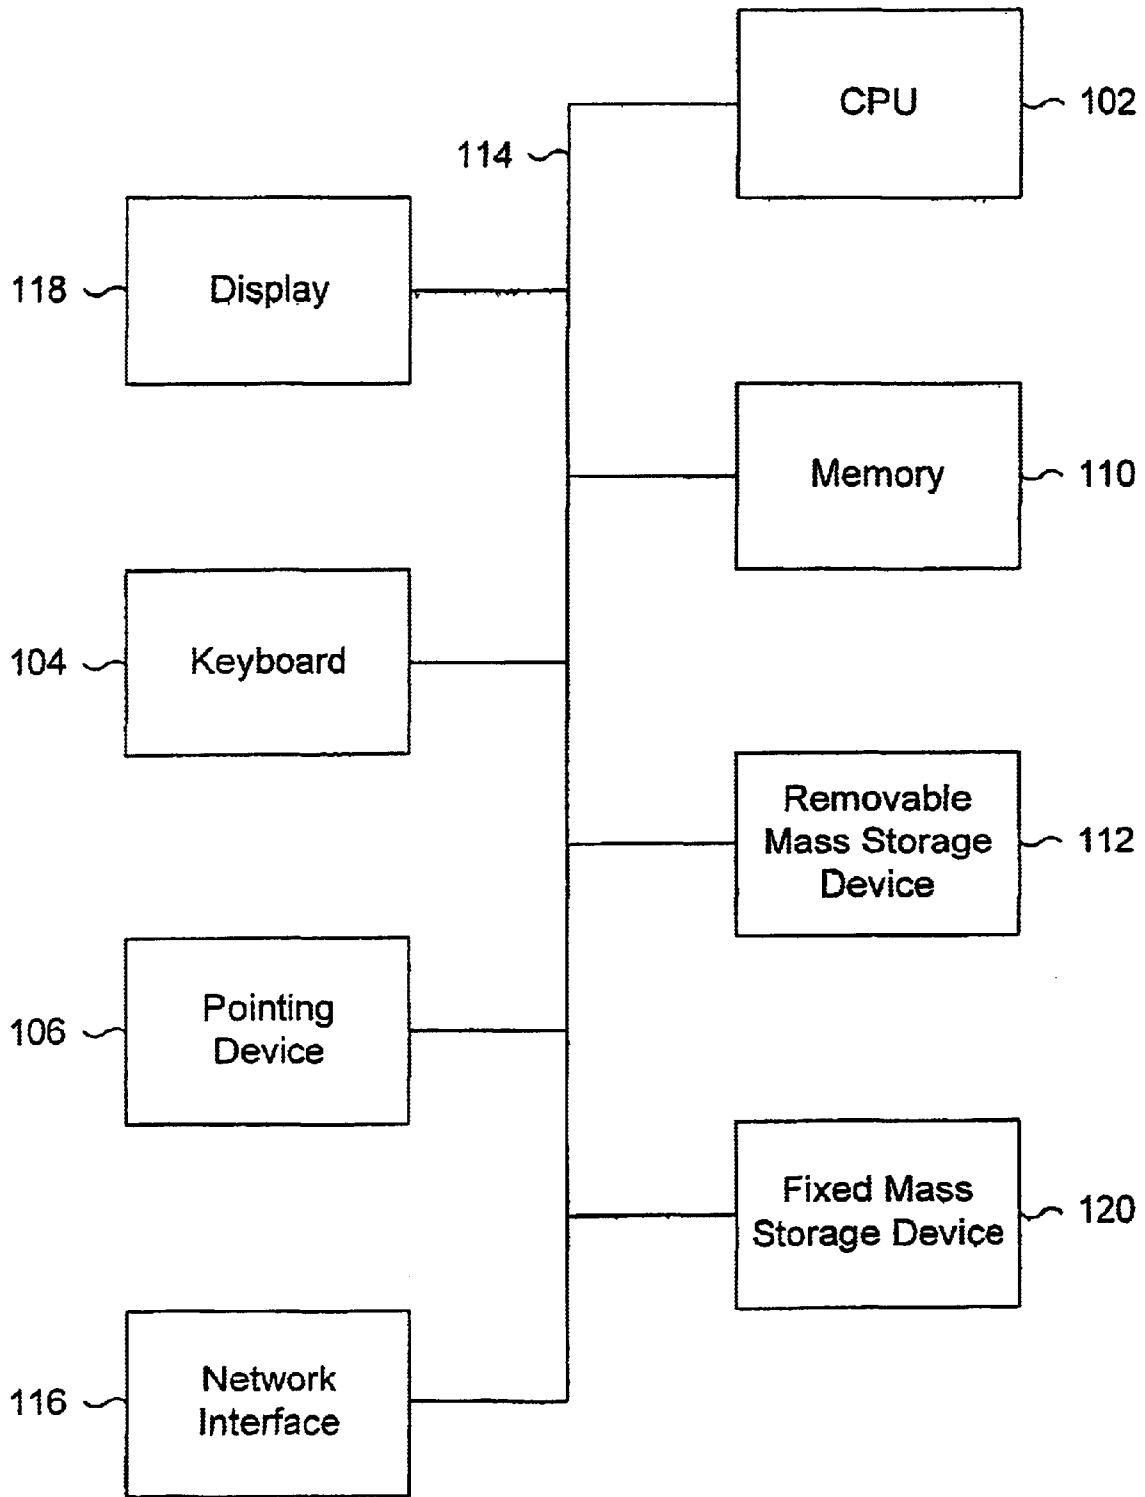 CPU
102
114
118
Display
Memory
110
104
Keyboard
Removable
Mass Storage
Device
112
106
Pointing
Device
Fixed Mass
Storage Device
120
116
Network
Interface